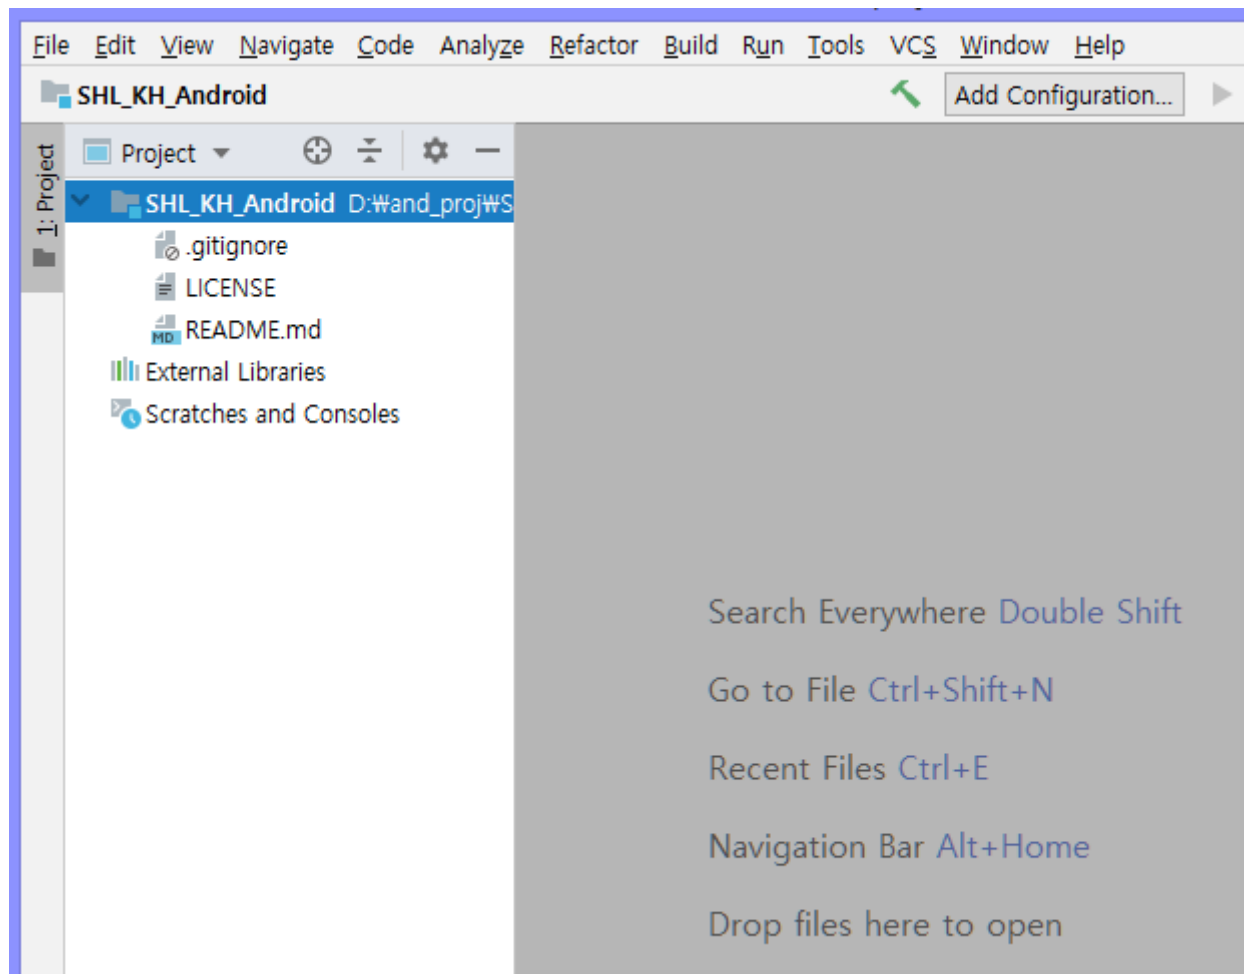 File Edit View Navigate Code Analyze Refactor Build Run Tools VCS Window Help
SHL_KH_Android
Add Configuration...
1: Project
Project
SHL_KH_Android D:₩and_proj₩S
.gitignore
LICENSE
MD README.md
External Libraries
Scratches and Consoles
Search Everywhere Double Shift
Go to File Ctrl+Shift+N
Recent Files Ctrl+E
Navigation Bar Alt+Home
Drop files here to open